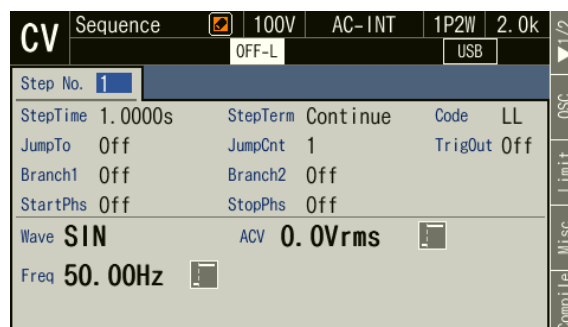 CV Sequence 100V AC-INT 1P2W 2.0k
OFF-L USB
▼1/2
Step No. 1
StepTime 1.0000s StepTerm Continue Code LL
JumpTo Off JumpCnt 1 TrigOut Off
Branch1 Off Branch2 Off
StartPhs Off StopPhs Off
Wave SIN ACV 0.0Vrms
Freq 50.00Hz
OSC
Limit
Misc
Compile